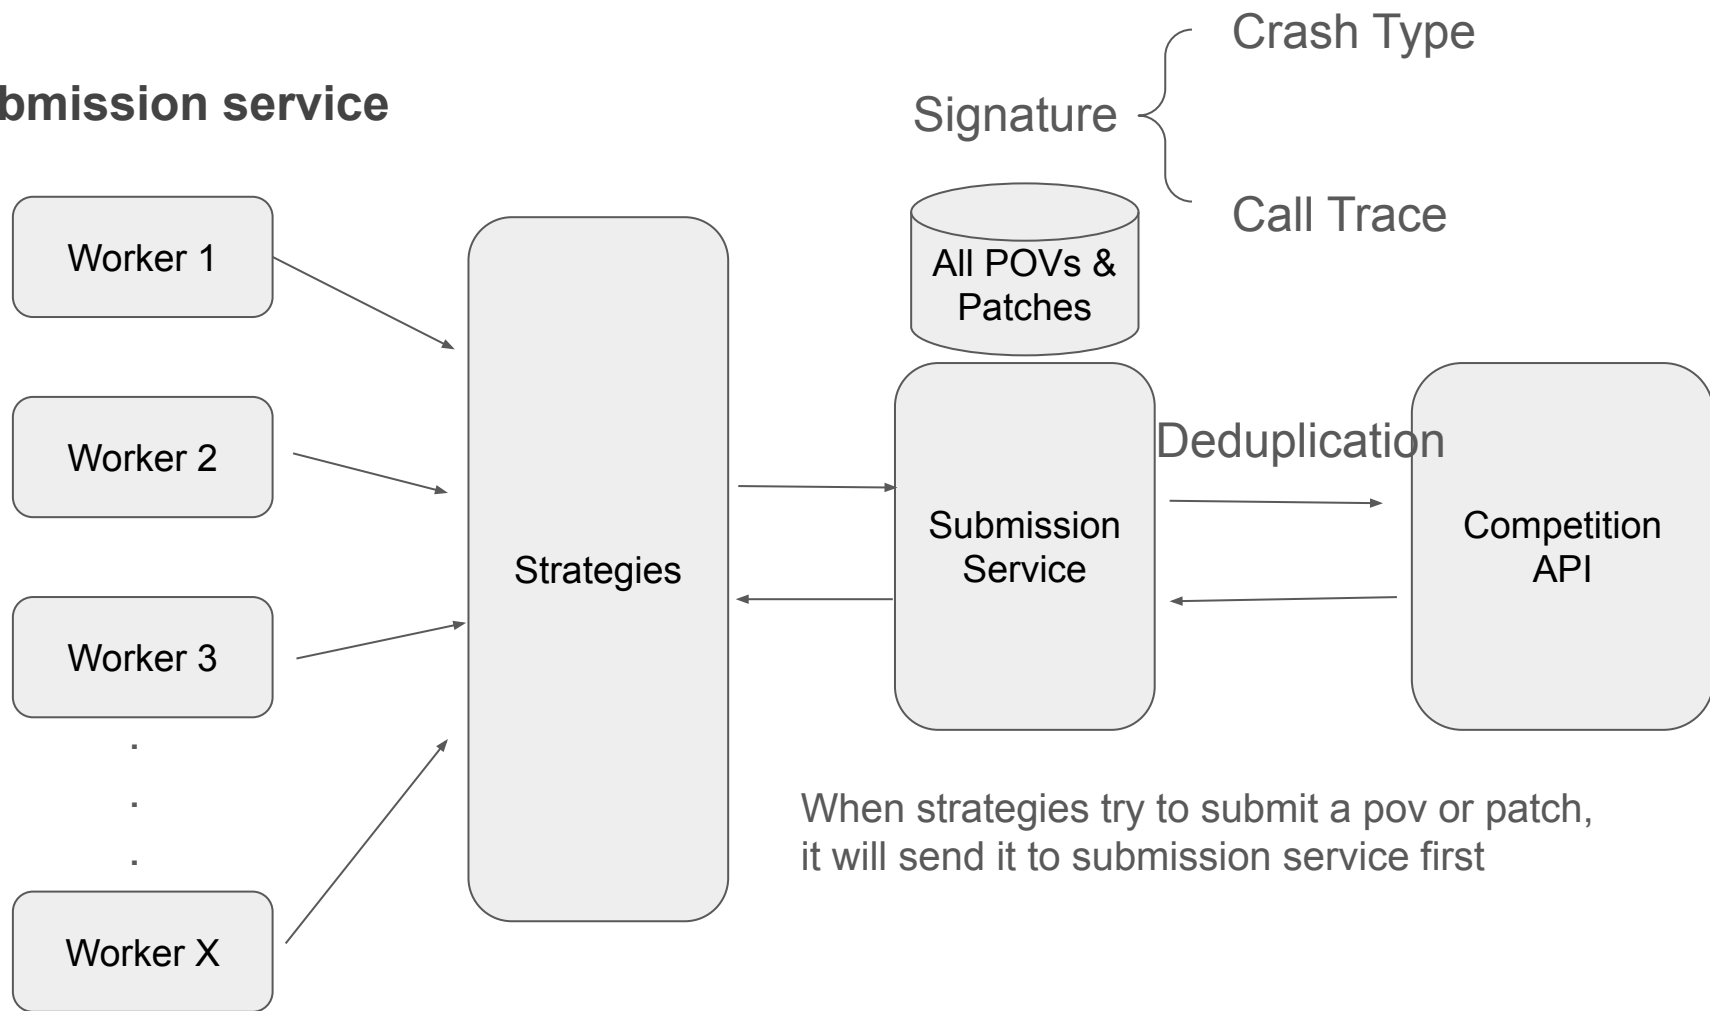 bmission service
Signature
Crash Type
Call Trace
Worker 1
Worker 2
Worker 3
.
.
.
Worker X
Strategies
All POVs &
Patches
Submission
Service
Deduplication
Competition
API
When strategies try to submit a pov or patch,
it will send it to submission service first